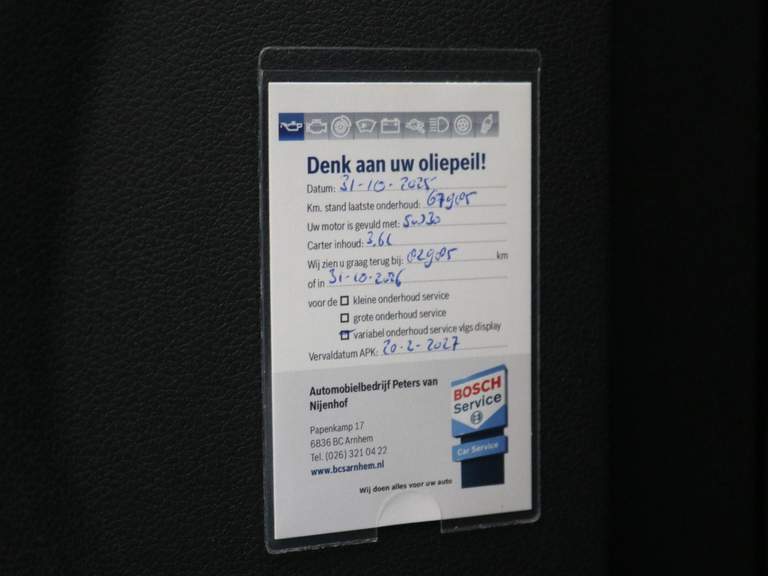 Denk aan uw oliepeil!
Datum: 31-10-2025
Km. stand laatste onderhoud: 67905
Uw motor is gevuld met: 5w30
Carter inhoud: 3,6L
Wij zien u graag terug bij: 82905 km
of in 31-10-2026
voor de kleine onderhoud service
grote onderhoud service
variabel onderhoud service vlgs display
Vervaldatum APK: 20-2-2027
Automobielbedrijf Peters van
Nijenhof
Papenkamp 17
6836 BC Arnhem
Tel. (026) 321 04 22
www.bcsarnhem.nl
BOSCH
Service
Car Service
Wij doen alles voor uw auto